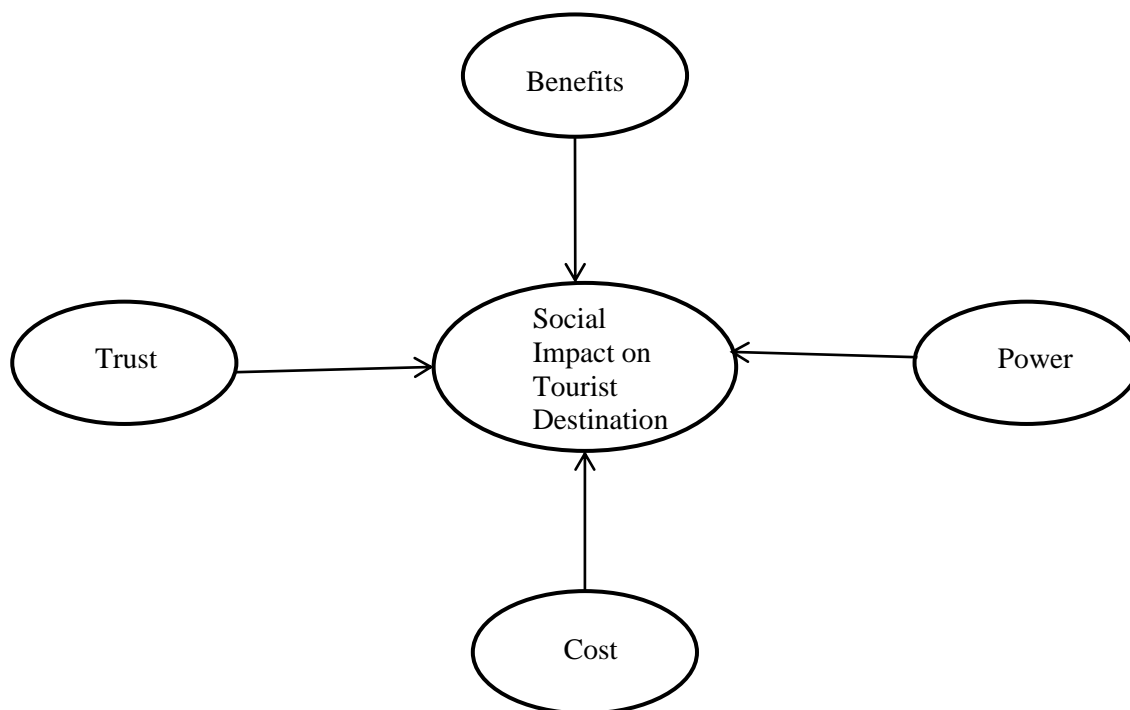 Benefits
Trust
Social
Impact on
Tourist
Destination
Power
Cost